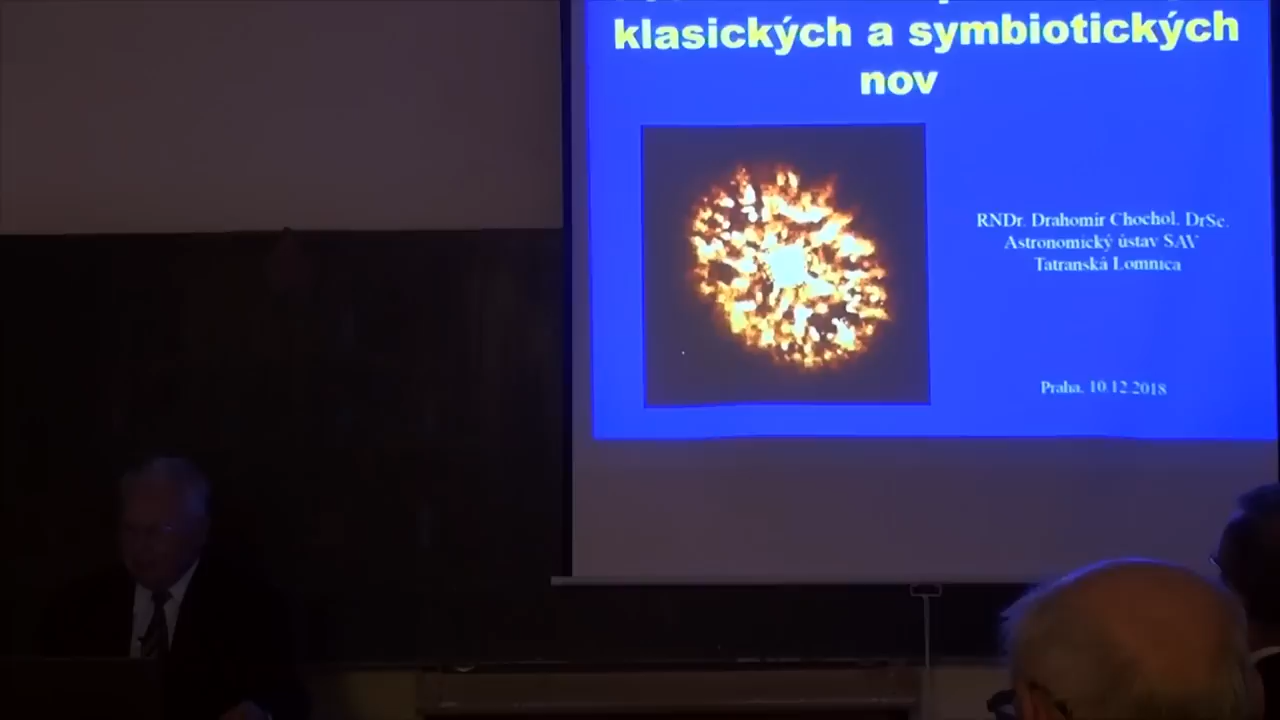 klasických a symbiotických
nov
RNDr. Drahomír Chochol. DrSc.
Astronomický ústav SAV
Tatranská Lomnica
Praha, 10.12.2018